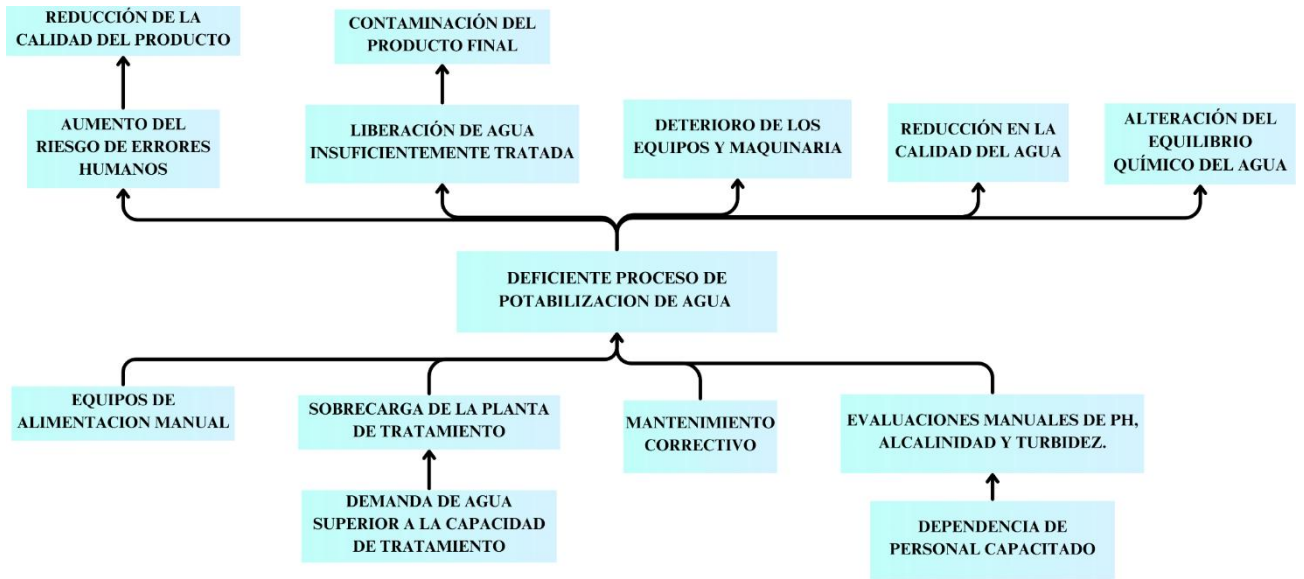 REDUCCIÓN DE LA
CALIDAD DEL PRODUCTO
CONTAMINACIÓN DEL
PRODUCTO FINAL
AUMENTO DEL
RIESGO DE ERRORES
HUMANOS
LIBERACIÓN DE AGUA
INSUFICIENTEMENTE TRATADA
DETERIORO DE LOS
EQUIPOS Y MAQUINARIA
REDUCCIÓN EN LA
CALIDAD DEL AGUA
ALTERACIÓN DEL
EQUILIBRIO
QUÍMICO DEL AGUA
DEFICIENTE PROCESO DE
POTABILIZACION DE AGUA
EQUIPOS DE
ALIMENTACION MANUAL
SOBRECARGA DE LA PLANTA
DE TRATAMIENTO
MANTENIMIENTO
CORRECTIVO
EVALUACIONES MANUALES DE PH,
ALCALINIDAD Y TURBIDEZ.
DEMANDA DE AGUA
SUPERIOR A LA CAPACIDAD
DE TRATAMIENTO
DEPENDENCIA DE
PERSONAL CAPACITADO